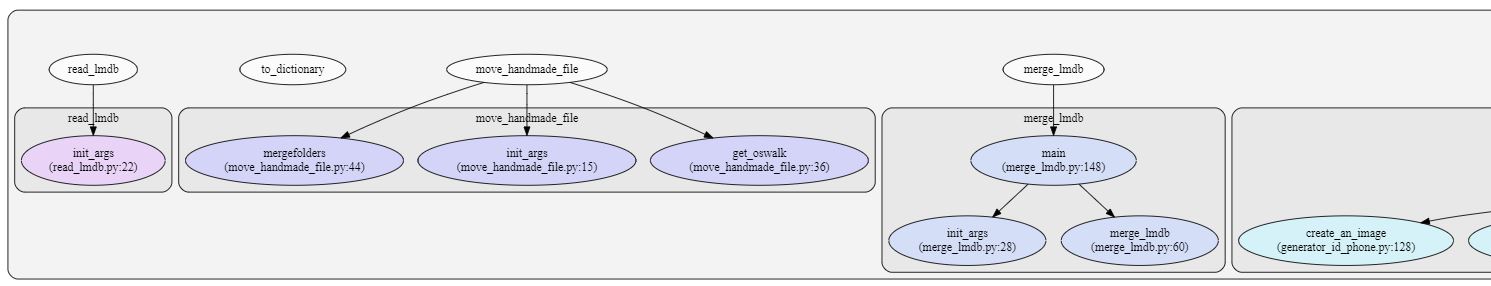 read_lmdb
to_dictionary
move_handmade_file
merge_lmdb
read_lmdb
move_handmade_file
merge_lmdb
init_args
(read_lmdb.py:22)
mergefolders
(move_handmade_file.py:44)
init_args
(move_handmade_file.py:15)
get_oswalk
(move_handmade_file.py:36)
main
(merge_lmdb.py:148)
init_args
(merge_lmdb.py:28)
merge_lmdb
(merge_lmdb.py:60)
create_an_image
(generator_id_phone.py:128)